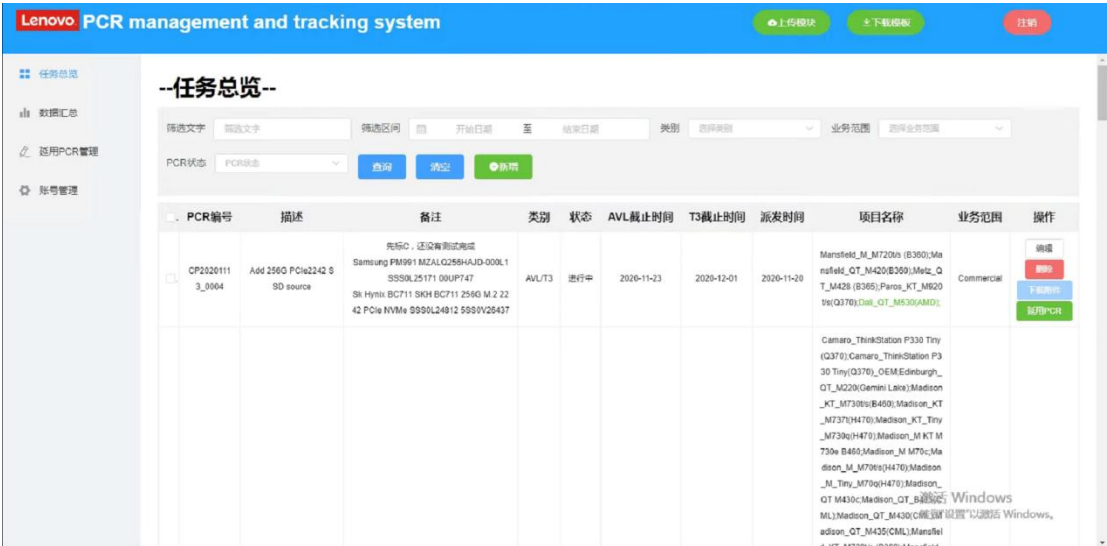 Lenovo. PCR management and tracking system
上传模块
下载模板
注销
任务总览
数据汇总
延用PCR管理
账号管理
--任务总览--
筛选文字 筛选文字 筛选区间 开始日期 至 结束日期 类别 选择类别 业务范围 选择业务范围
PCR状态 PCR状态 查询 清空 新增
PCR编号 描述 备注 类别 状态 AVL截止时间 T3截止时间 派发时间 项目名称 业务范围 操作
CP2020111
3_0004
Add 256G PCIe2242 S
SD source
先标C，还没有测试完成
Samsung PM991 MZALQ256HAJD-000L1
SSS0L25171 00UP747
Sk Hynix BC711 SKH BC711 256G M.2 22
42 PCIe NVMe SSS0L24812 5SS0V26437
AVL/T3
进行中
2020-11-23
2020-12-01
2020-11-20
Mansfield_M_M720t/s (B360);Ma
nsfield_QT_M420(B360);Metz_Q
T_M428 (B365);Paros_KT_M920
t/s(Q370);Dali_QT_M530(AMD);
Commercial
编辑
删除
下载附件
延用PCR
Camaro_ThinkStation P330 Tiny
(Q370);Camaro_ThinkStation P3
30 Tiny(Q370)_OEM;Edinburgh_
QT_M220(Gemini Lake);Madison
_KT_M730t/s(B460);Madison_KT
_M737t(H470);Madison_KT_Tiny
_M730q(H470);Madison_M KT M
730e B460;Madison_M M70c;Ma
dison_M_M70t/s(H470);Madison
_M_Tiny_M70q(H470);Madison_
QT M430c;Madison_QT_B
ML);Madison_QT_M430(CML);M
adison_QT_M435(CML);Mansfiel
激活 Windows
转到"设置"以激活 Windows。